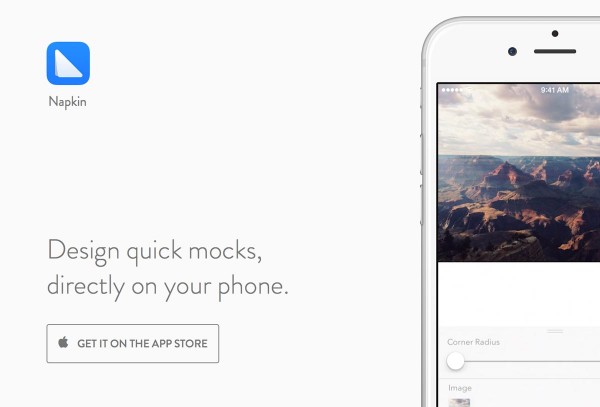 Napkin
Design quick mocks,
directly on your phone.
GET IT ON THE APP STORE
9:41 AM
Corner Radius
Image